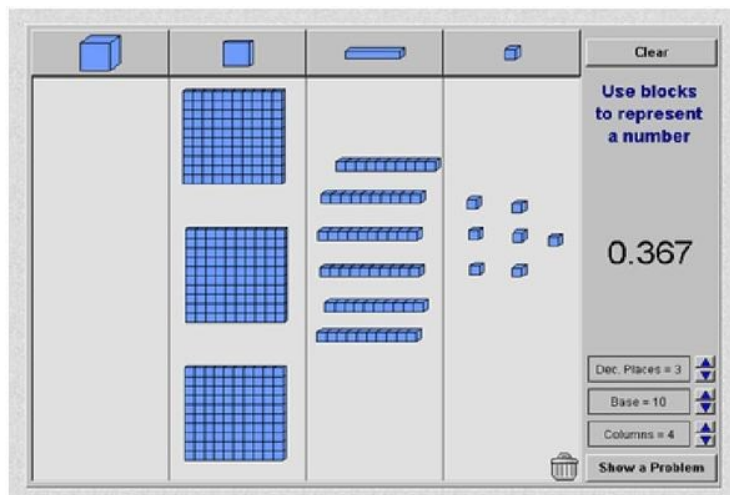 Clear
Use blocks
to represent
a number
0.367
Dec. Places = 3
Base = 10
Columns = 4
Show a Problem